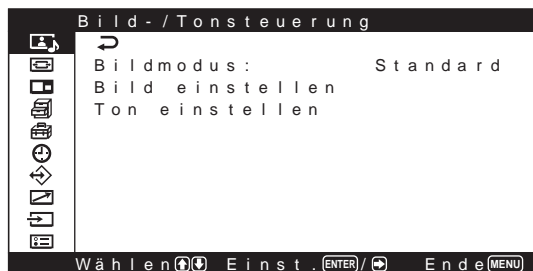 Bild-/Tonsteuerung
Bildmodus: Standard
Bild einstellen
Ton einstellen
Wählen Einst. ENTER / Ende MENU